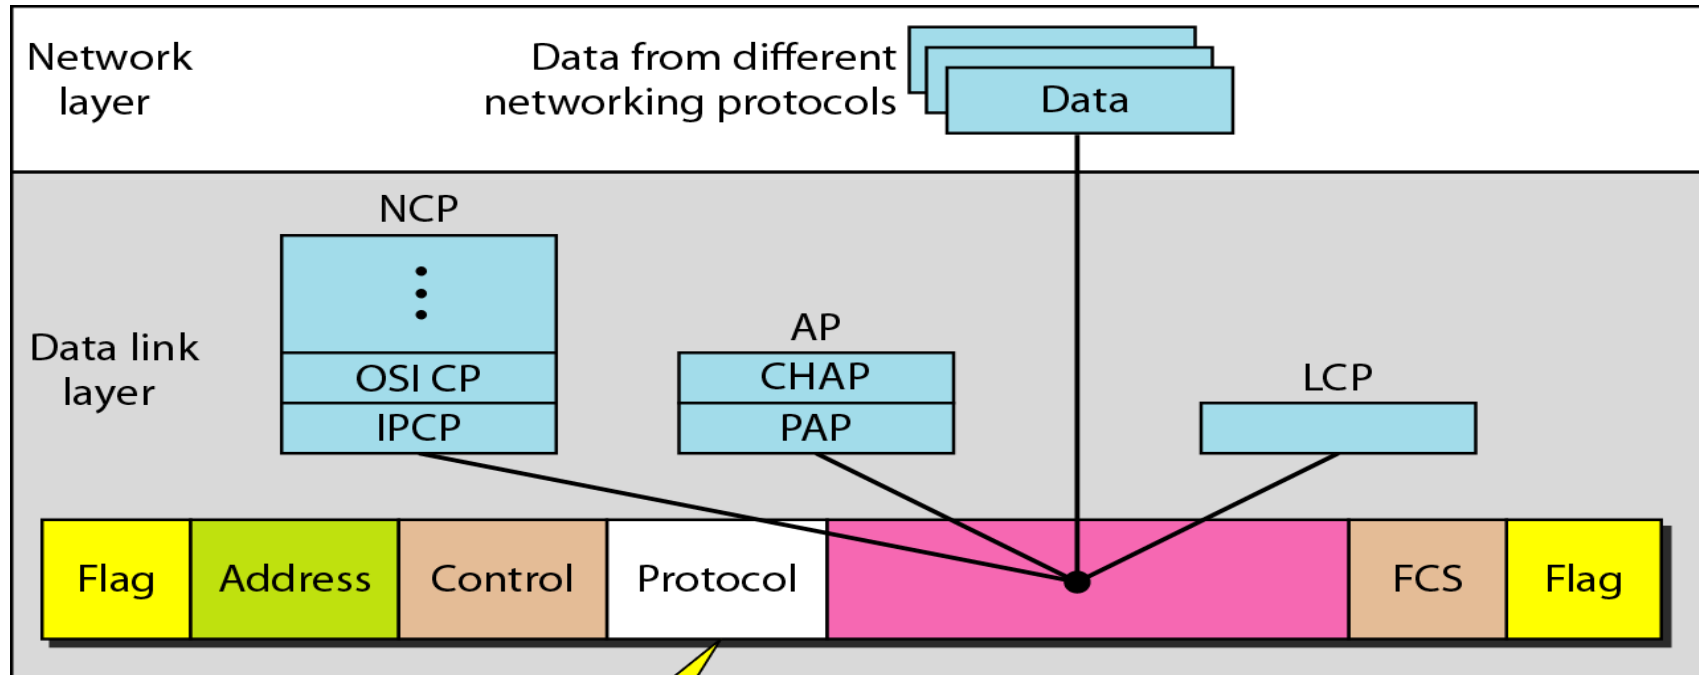 Network
layer
Data from different
networking protocols
Data
NCP
Data link
layer
OSI CP
IPCP
AP
CHAP
PAP
LCP
Flag
Address
Control
Protocol
FCS
Flag